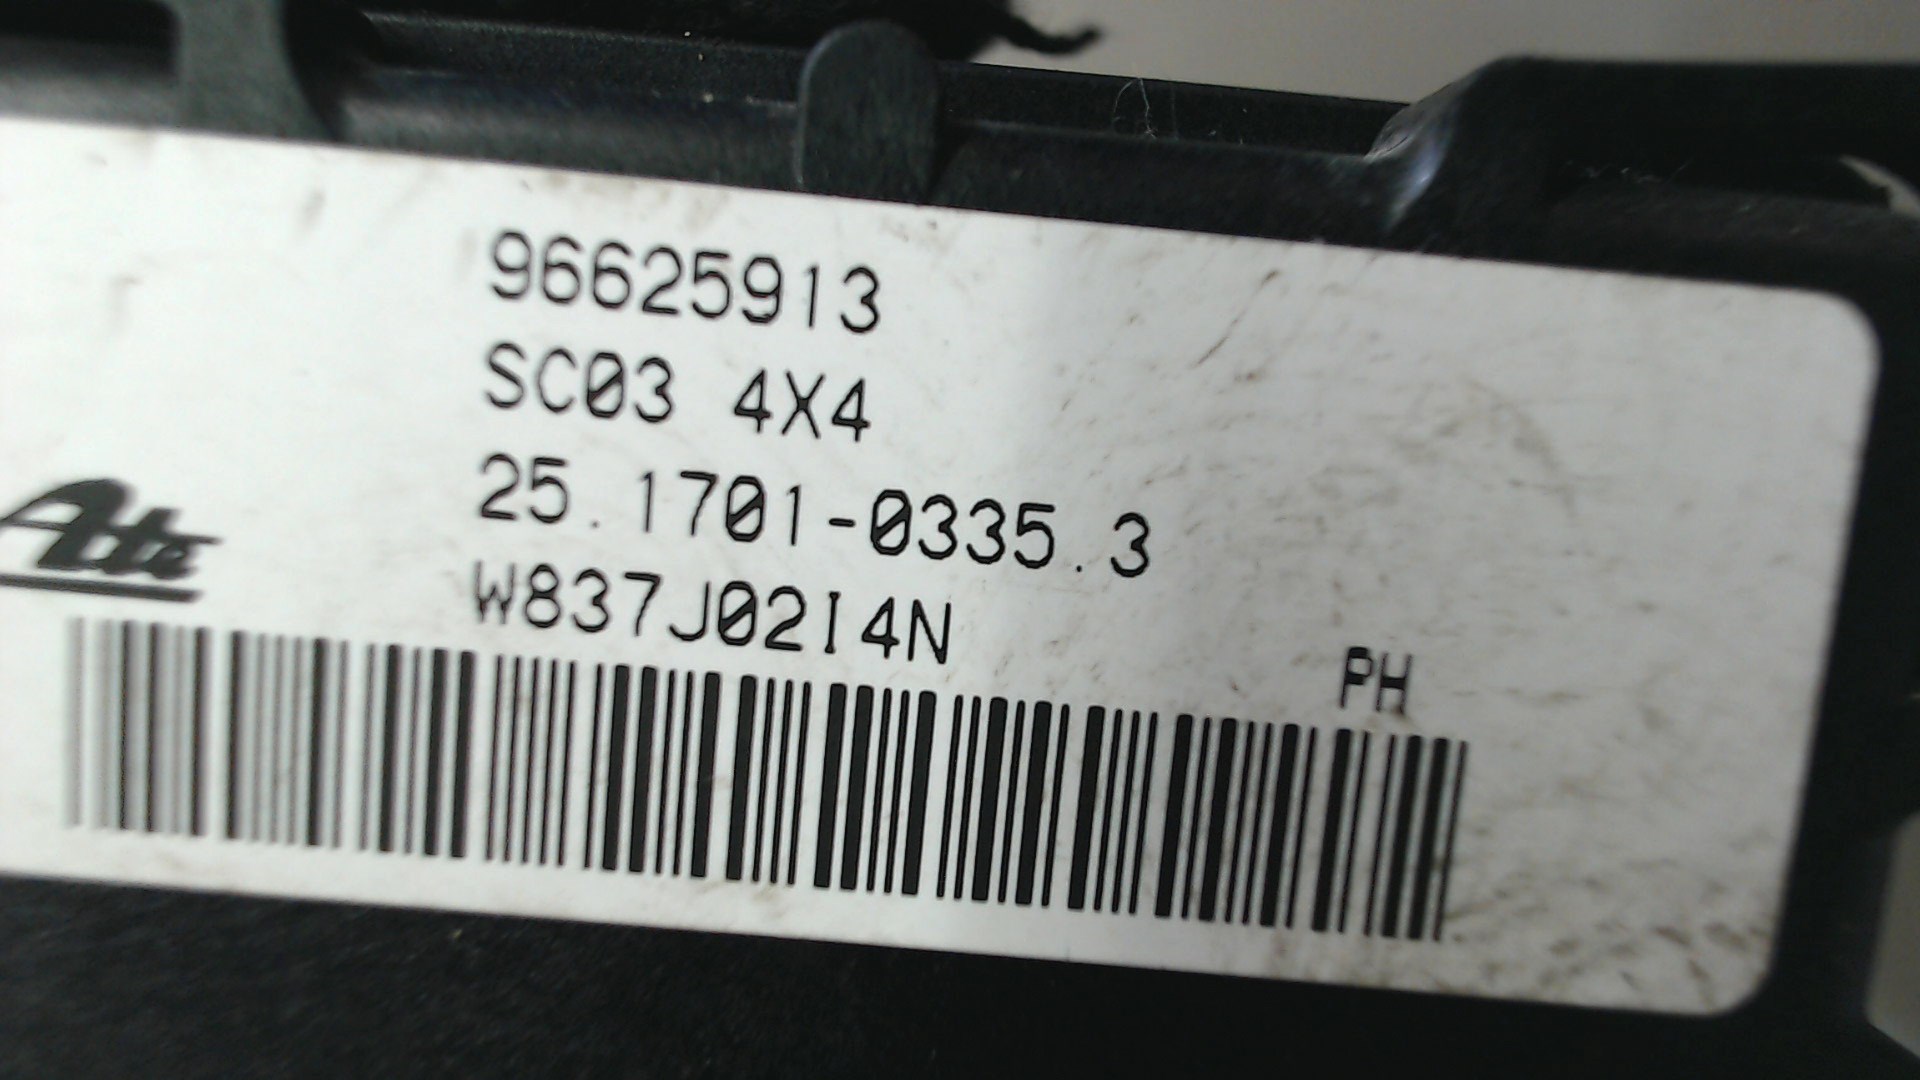 96625913
SC03 4X4
25.1701-0335.3
Ate
W837J02I4N
PH